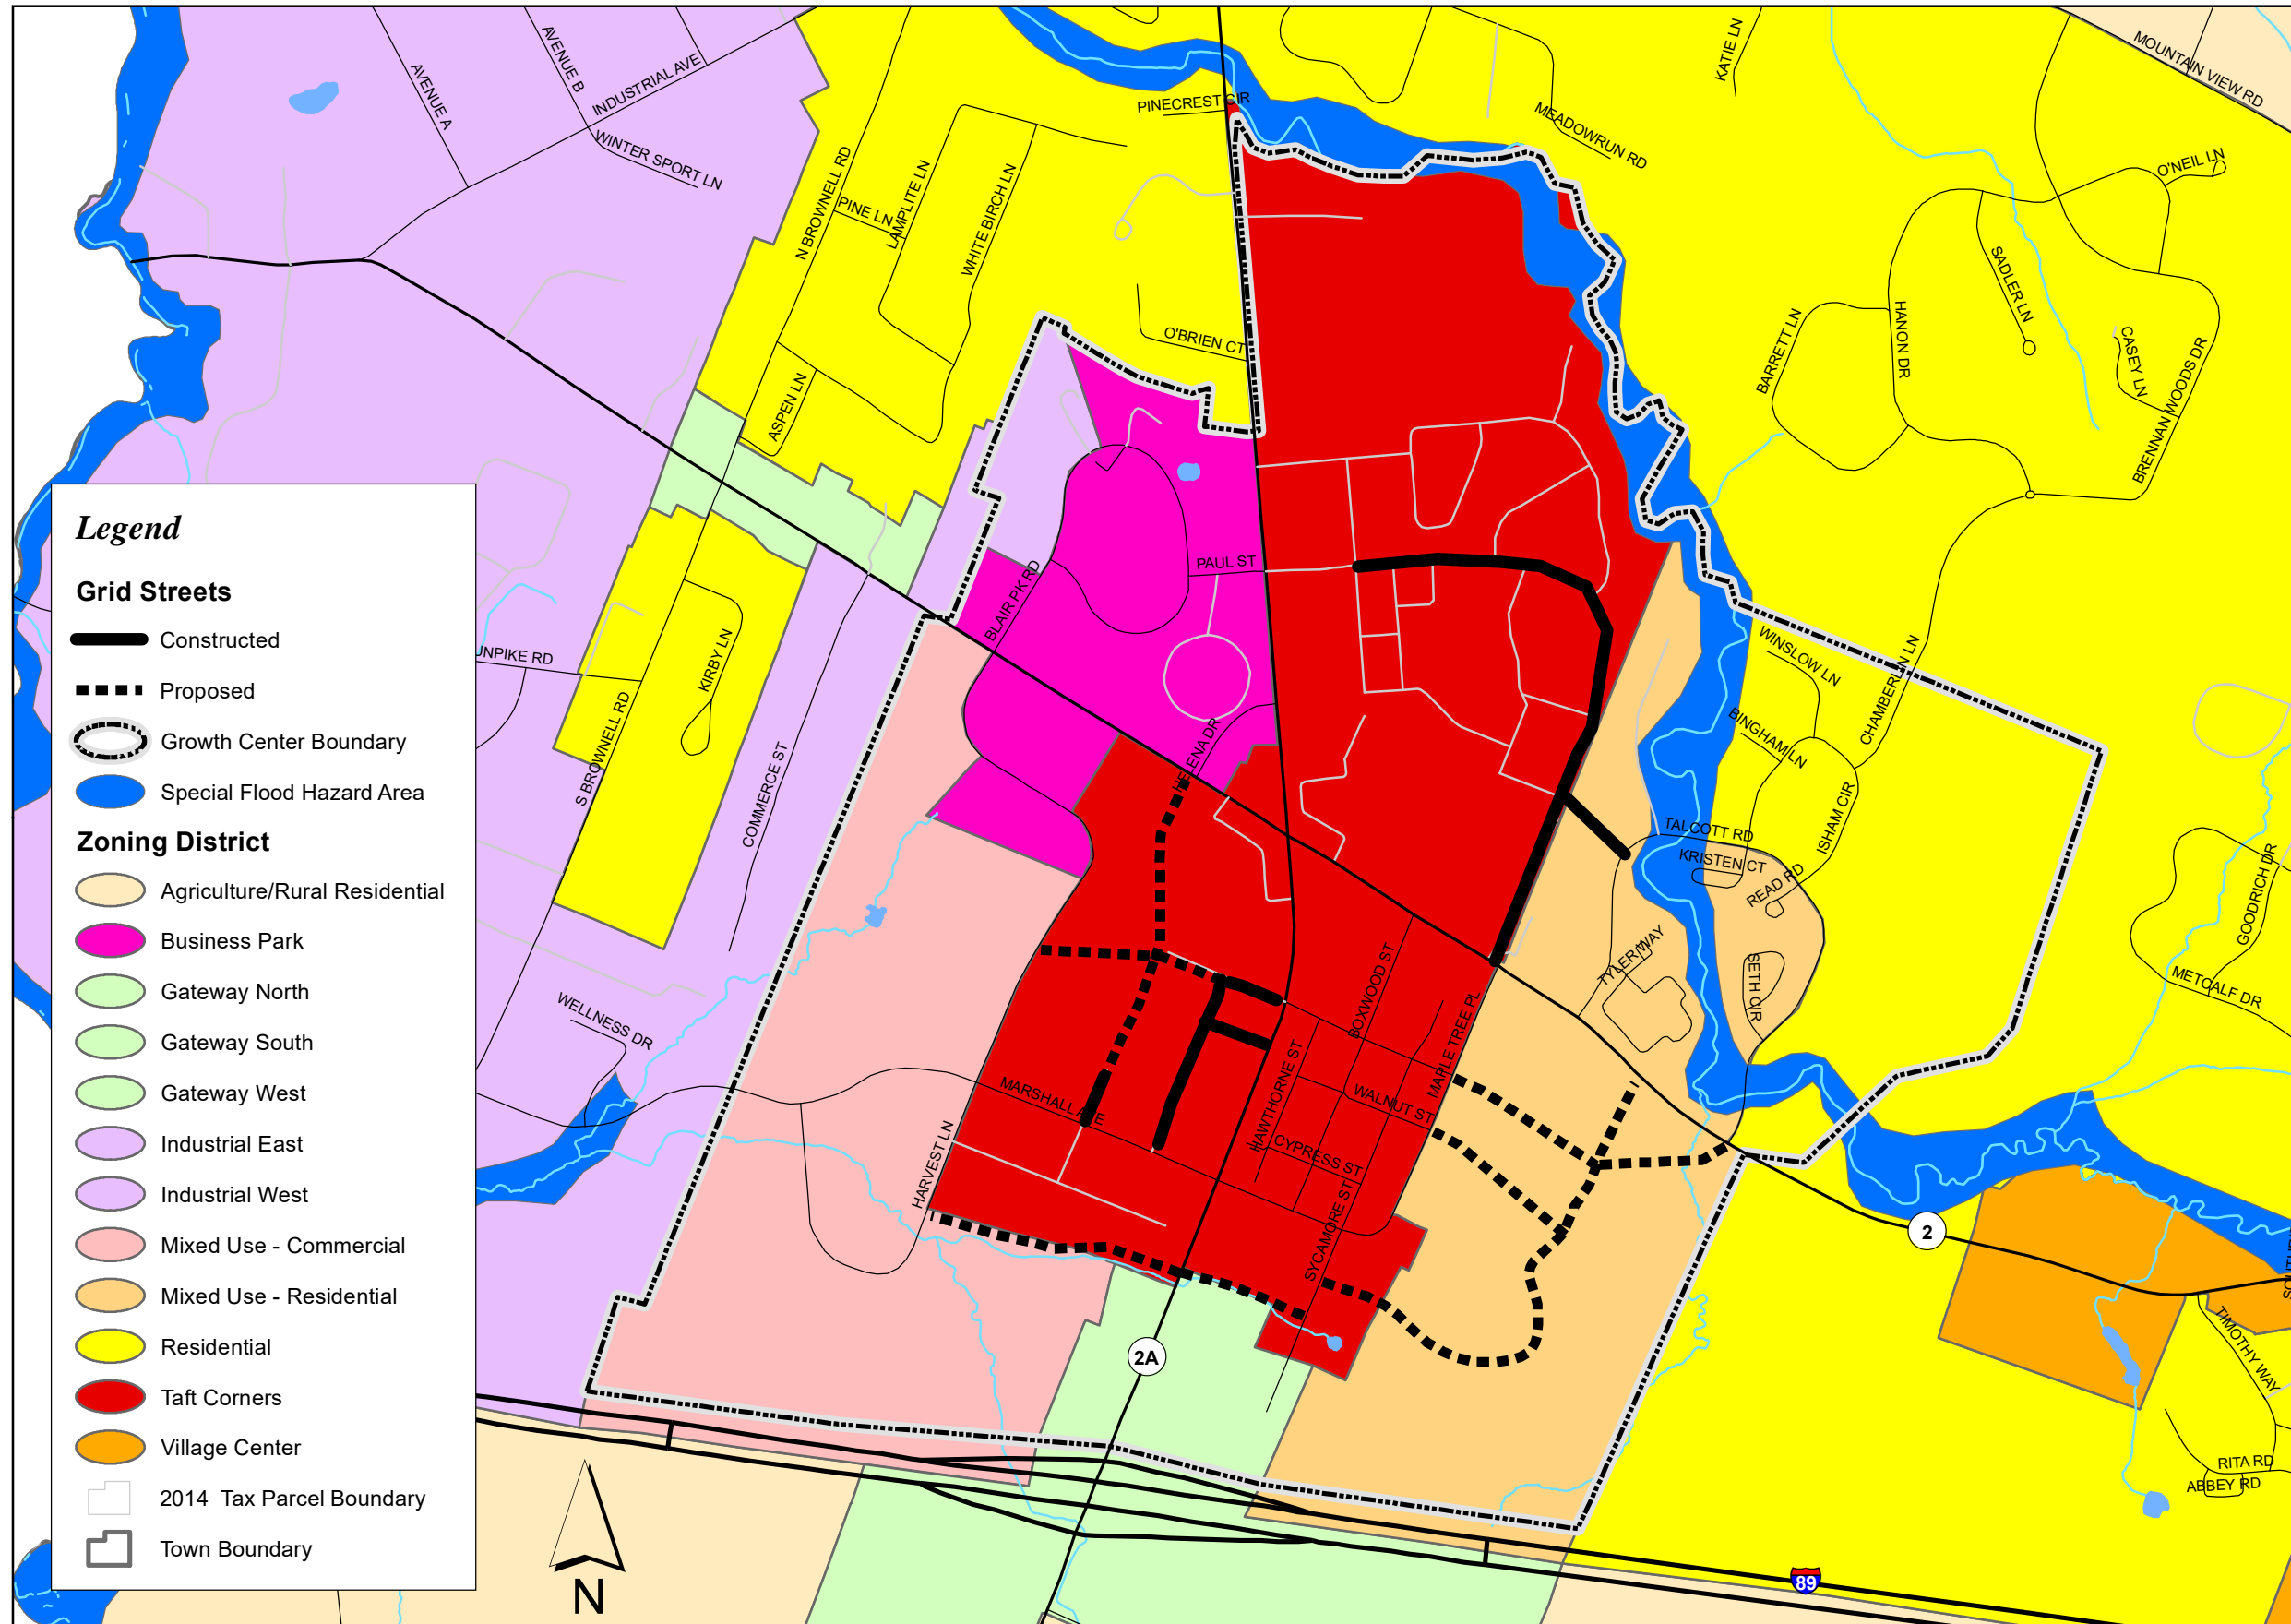 AVENUE A
AVENUE B
INDUSTRIAL AVE
WINTER SPORT LN
N BROWNELL RD
PINE LN
LAMPLITE LN
WHITE BIRCH LN
PINECREST CIR
MEADOWRUN RD
KATIE LN
MOUNTAIN VIEW RD
O'NEIL LN
SADLER LN
HANON DR
BARRETT LN
CASEY LN
BRENNAN WOODS DR
O'BRIEN CT
ASPEN LN
PAUL ST
BLAIR PK RD
HELENA DR
UNPIKE RD
KIRBY LN
S BROWNELL RD
COMMERCE ST
WINSLOW LN
BINGHAM LN
CHAMBERLIN LN
ISHAM CIR
TALCOTT RD
KRISTEN CT
READ RD
TYLER WAY
SETH CIR
GOODRICH DR
METCALF DR
WELLNESS DR
BOXWOOD ST
MAPLE TREE PL
HAWTHORNE ST
WALNUT ST
CYPRESS ST
SYCAMORE ST
MARSHALL AVE
HARVEST LN
2
2A
TIMOTHY WAY
RITA RD
ABBEY RD
89
Legend
Grid Streets
Constructed
Proposed
Growth Center Boundary
Special Flood Hazard Area
Zoning District
Agriculture/Rural Residential
Business Park
Gateway North
Gateway South
Gateway West
Industrial East
Industrial West
Mixed Use - Commercial
Mixed Use - Residential
Residential
Taft Corners
Village Center
2014 Tax Parcel Boundary
Town Boundary
N